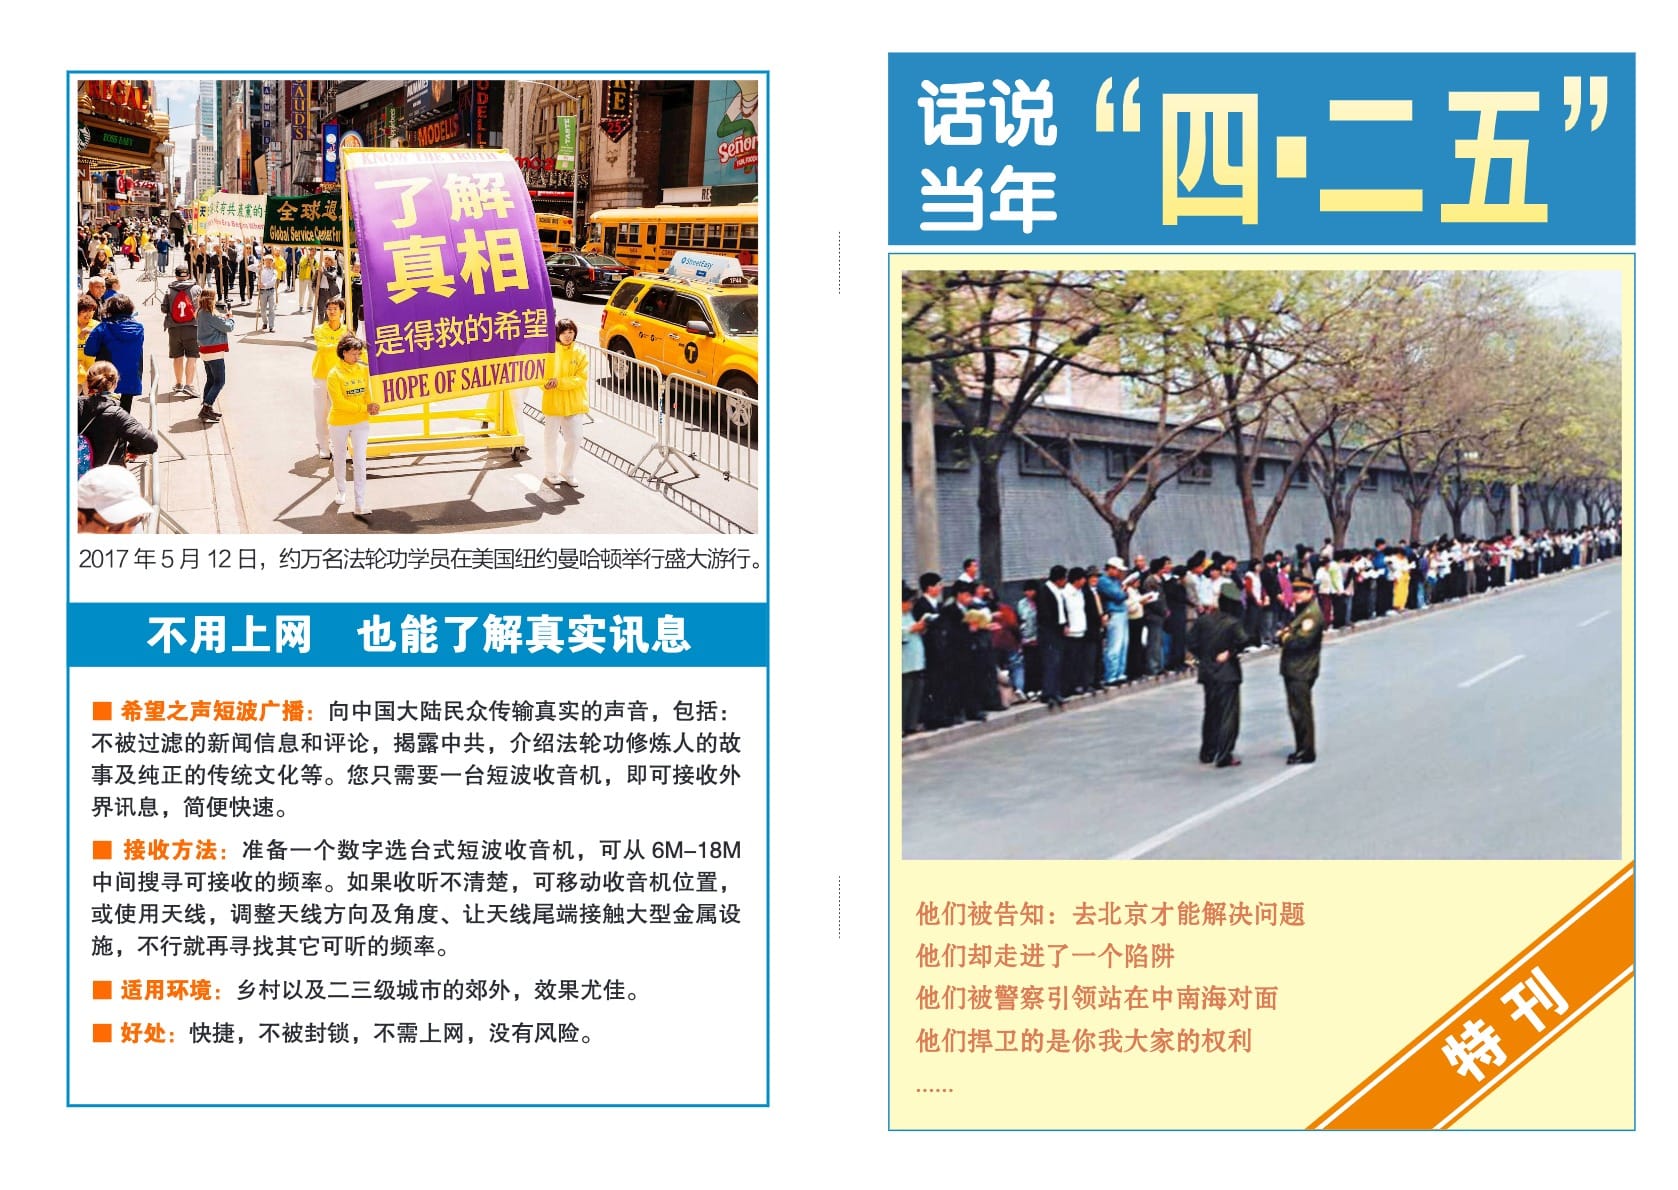 REGAL
BOSS BABY
MODELLS
Señor
TASTE
StreetEasy
KNOW THE TRUTH
了解
真相
是得救的希望
HOPE OF SALVATION
有共產黨的
全球退
Global Service Center For
T
2017 年 5 月 12 日，约万名法轮功学员在美国纽约曼哈顿举行盛大游行。
不用上网 也能了解真实讯息
■ 希望之声短波广播：向中国大陆民众传输真实的声音，包括：
不被过滤的新闻信息和评论，揭露中共，介绍法轮功修炼人的故
事及纯正的传统文化等。您只需要一台短波收音机，即可接收外
界讯息，简便快速。
■ 接收方法：准备一个数字选台式短波收音机，可从 6M-18M
中间搜寻可接收的频率。如果收听不清楚，可移动收音机位置，
或使用天线，调整天线方向及角度、让天线尾端接触大型金属设
施，不行就再寻找其它可听的频率。
■ 适用环境：乡村以及二三级城市的郊外，效果尤佳。
■ 好处：快捷，不被封锁，不需上网，没有风险。
话说
当年
“四·二五”
他们被告知：去北京才能解决问题
他们却走进了一个陷阱
他们被警察引领站在中南海对面
他们捍卫的是你我大家的权利
……
特刊